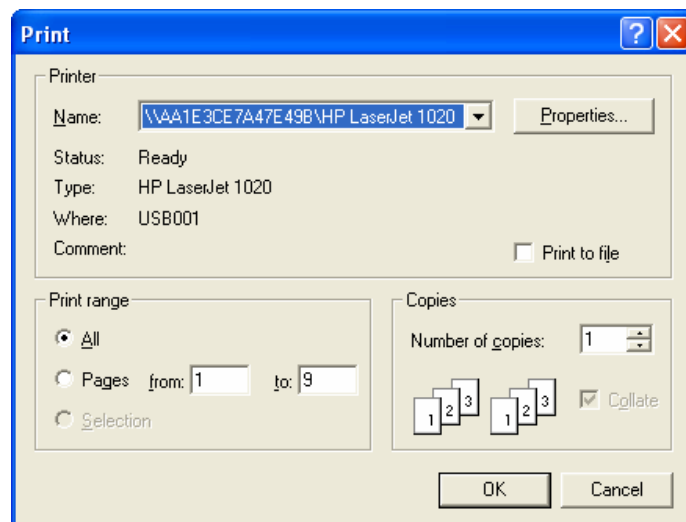 Print
Printer
Name: \\AA1E3CE7A47E49B\HP LaserJet 1020 Properties...
Status: Ready
Type: HP LaserJet 1020
Where: USB001
Comment: Print to file
Print range
All
Pages from: 1 to: 9
Selection
Copies
Number of copies: 1
1 2 3 1 2 3 Collate
OK Cancel